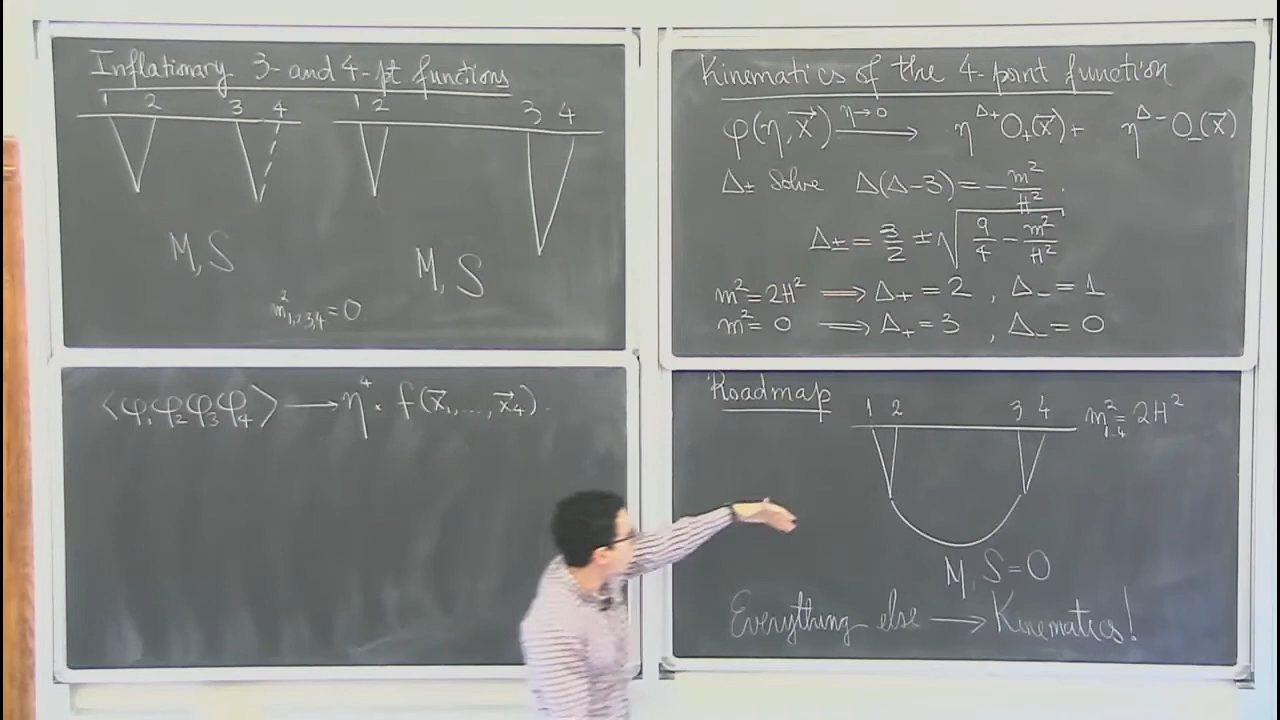 Inflationary 3- and 4-pt functions
1 2 3 4 1 2 3 4
M, S M, S
m²₁,₂,₃,₄ = 0
⟨φ₁φ₂φ₃φ₄⟩ → η⁴ · f(x⃗₁, ..., x⃗₄).
Kinematics of the 4-point function
φ(η, x⃗) →^{η→0} η^{Δ+} O₊(x⃗) + η^{Δ-} O₋(x⃗)
Δ± solve Δ(Δ-3) = - m²/H².
Δ± = 3/2 ± √(9/4 - m²/H²)
m² = 2H² ⟹ Δ₊ = 2 , Δ₋ = 1
m² = 0 ⟹ Δ₊ = 3 , Δ₋ = 0
Roadmap
1 2 3 4 m²₁₋₄ = 2H²
M, S = 0
Everything else → Kinematics!